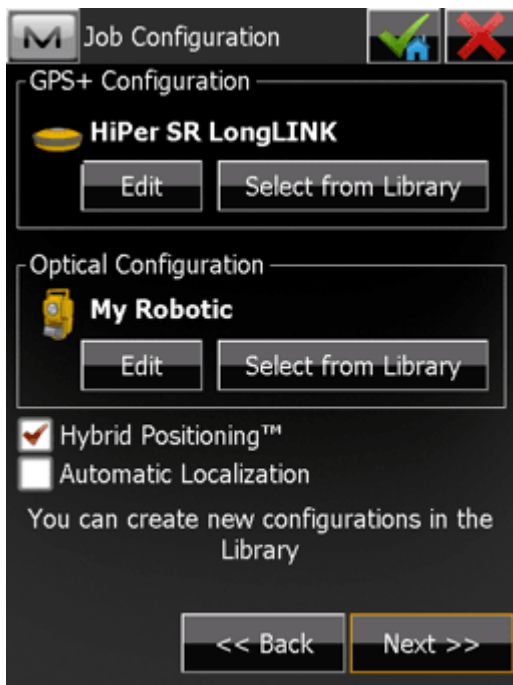 Job Configuration
GPS+ Configuration
HiPer SR LongLINK
Edit Select from Library
Optical Configuration
My Robotic
Edit Select from Library
Hybrid Positioning™
Automatic Localization
You can create new configurations in the
Library
<< Back Next >>